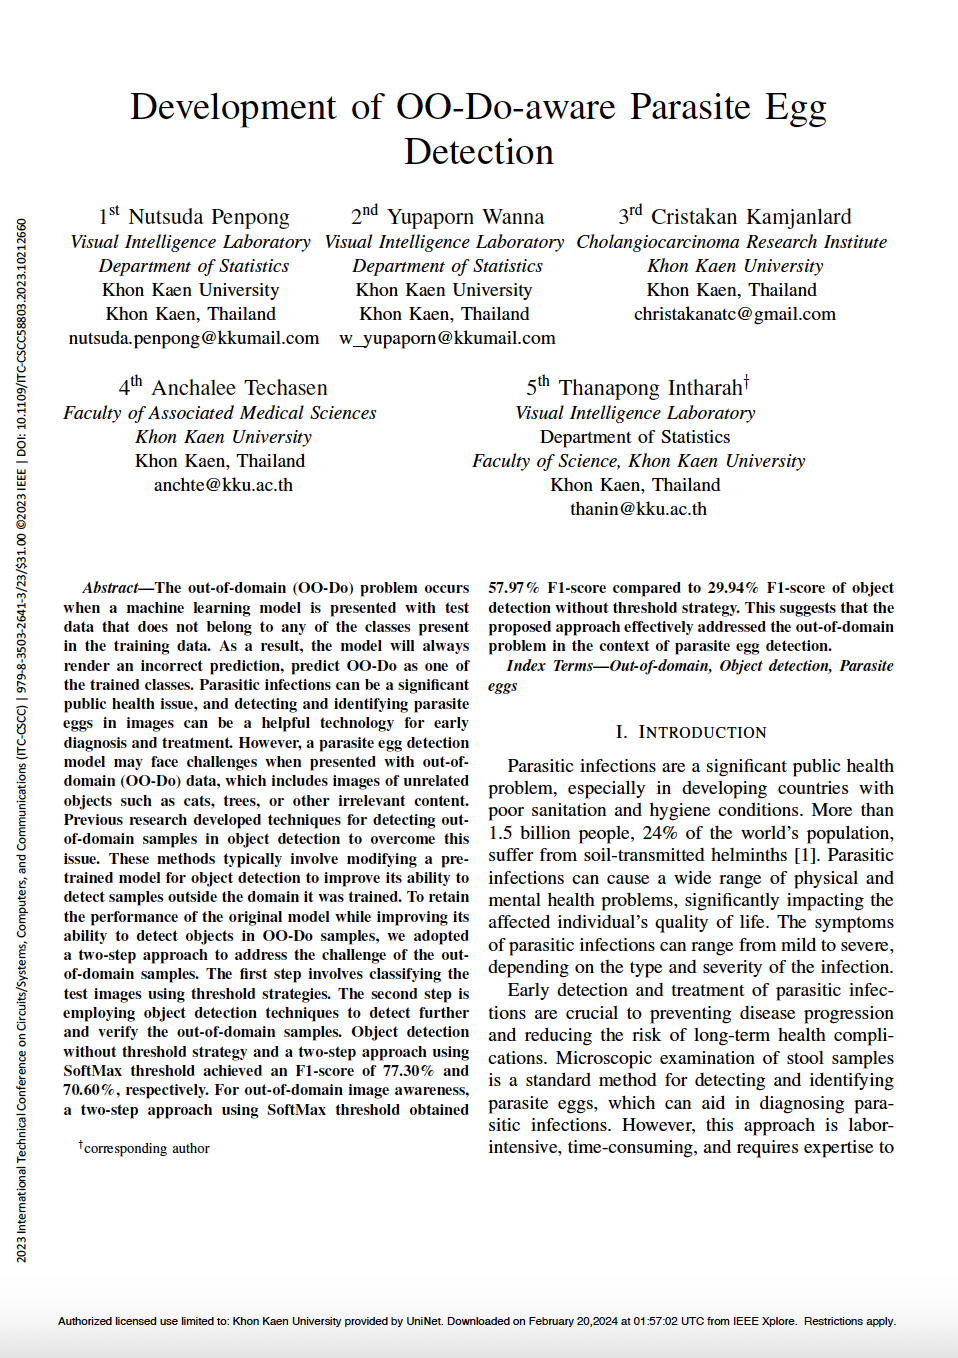 Development of OO-Do-aware Parasite Egg
Detection
1st Nutsuda Penpong
Visual Intelligence Laboratory
Department of Statistics
Khon Kaen University
Khon Kaen, Thailand
nutsuda.penpong@kkumail.com
2nd Yupaporn Wanna
Visual Intelligence Laboratory
Department of Statistics
Khon Kaen University
Khon Kaen, Thailand
w_yupaporn@kkumail.com
3rd Cristakan Kamjanlard
Cholangiocarcinoma Research Institute
Khon Kaen University
Khon Kaen, Thailand
christakanatc@gmail.com
4th Anchalee Techasen
Faculty of Associated Medical Sciences
Khon Kaen University
Khon Kaen, Thailand
anchte@kku.ac.th
5th Thanapong Intharah†
Visual Intelligence Laboratory
Department of Statistics
Faculty of Science, Khon Kaen University
Khon Kaen, Thailand
thanin@kku.ac.th
Abstract—The out-of-domain (OO-Do) problem occurs
when a machine learning model is presented with test
data that does not belong to any of the classes present
in the training data. As a result, the model will always
render an incorrect prediction, predict OO-Do as one of
the trained classes. Parasitic infections can be a significant
public health issue, and detecting and identifying parasite
eggs in images can be a helpful technology for early
diagnosis and treatment. However, a parasite egg detection
model may face challenges when presented with out-of-
domain (OO-Do) data, which includes images of unrelated
objects such as cats, trees, or other irrelevant content.
Previous research developed techniques for detecting out-
of-domain samples in object detection to overcome this
issue. These methods typically involve modifying a pre-
trained model for object detection to improve its ability to
detect samples outside the domain it was trained. To retain
the performance of the original model while improving its
ability to detect objects in OO-Do samples, we adopted
a two-step approach to address the challenge of the out-
of-domain samples. The first step involves classifying the
test images using threshold strategies. The second step is
employing object detection techniques to detect further
and verify the out-of-domain samples. Object detection
without threshold strategy and a two-step approach using
SoftMax threshold achieved an F1-score of 77.30% and
70.60%, respectively. For out-of-domain image awareness,
a two-step approach using SoftMax threshold obtained
†corresponding author
57.97% F1-score compared to 29.94% F1-score of object
detection without threshold strategy. This suggests that the
proposed approach effectively addressed the out-of-domain
problem in the context of parasite egg detection.
Index Terms—Out-of-domain, Object detection, Parasite
eggs
I. INTRODUCTION
Parasitic infections are a significant public health
problem, especially in developing countries with
poor sanitation and hygiene conditions. More than
1.5 billion people, 24% of the world's population,
suffer from soil-transmitted helminths [1]. Parasitic
infections can cause a wide range of physical and
mental health problems, significantly impacting the
affected individual's quality of life. The symptoms
of parasitic infections can range from mild to severe,
depending on the type and severity of the infection.
Early detection and treatment of parasitic infec-
tions are crucial to preventing disease progression
and reducing the risk of long-term health compli-
cations. Microscopic examination of stool samples
is a standard method for detecting and identifying
parasite eggs, which can aid in diagnosing para-
sitic infections. However, this approach is labor-
intensive, time-consuming, and requires expertise to
2023 International Technical Conference on Circuits/Systems, Computers, and Communications (ITC-CSCC) | 979-8-3503-2641-3/23/$31.00 ©2023 IEEE | DOI: 10.1109/ITC-CSCC58803.2023.10212660
Authorized licensed use limited to: Khon Kaen University provided by UniNet. Downloaded on February 20,2024 at 01:57:02 UTC from IEEE Xplore. Restrictions apply.